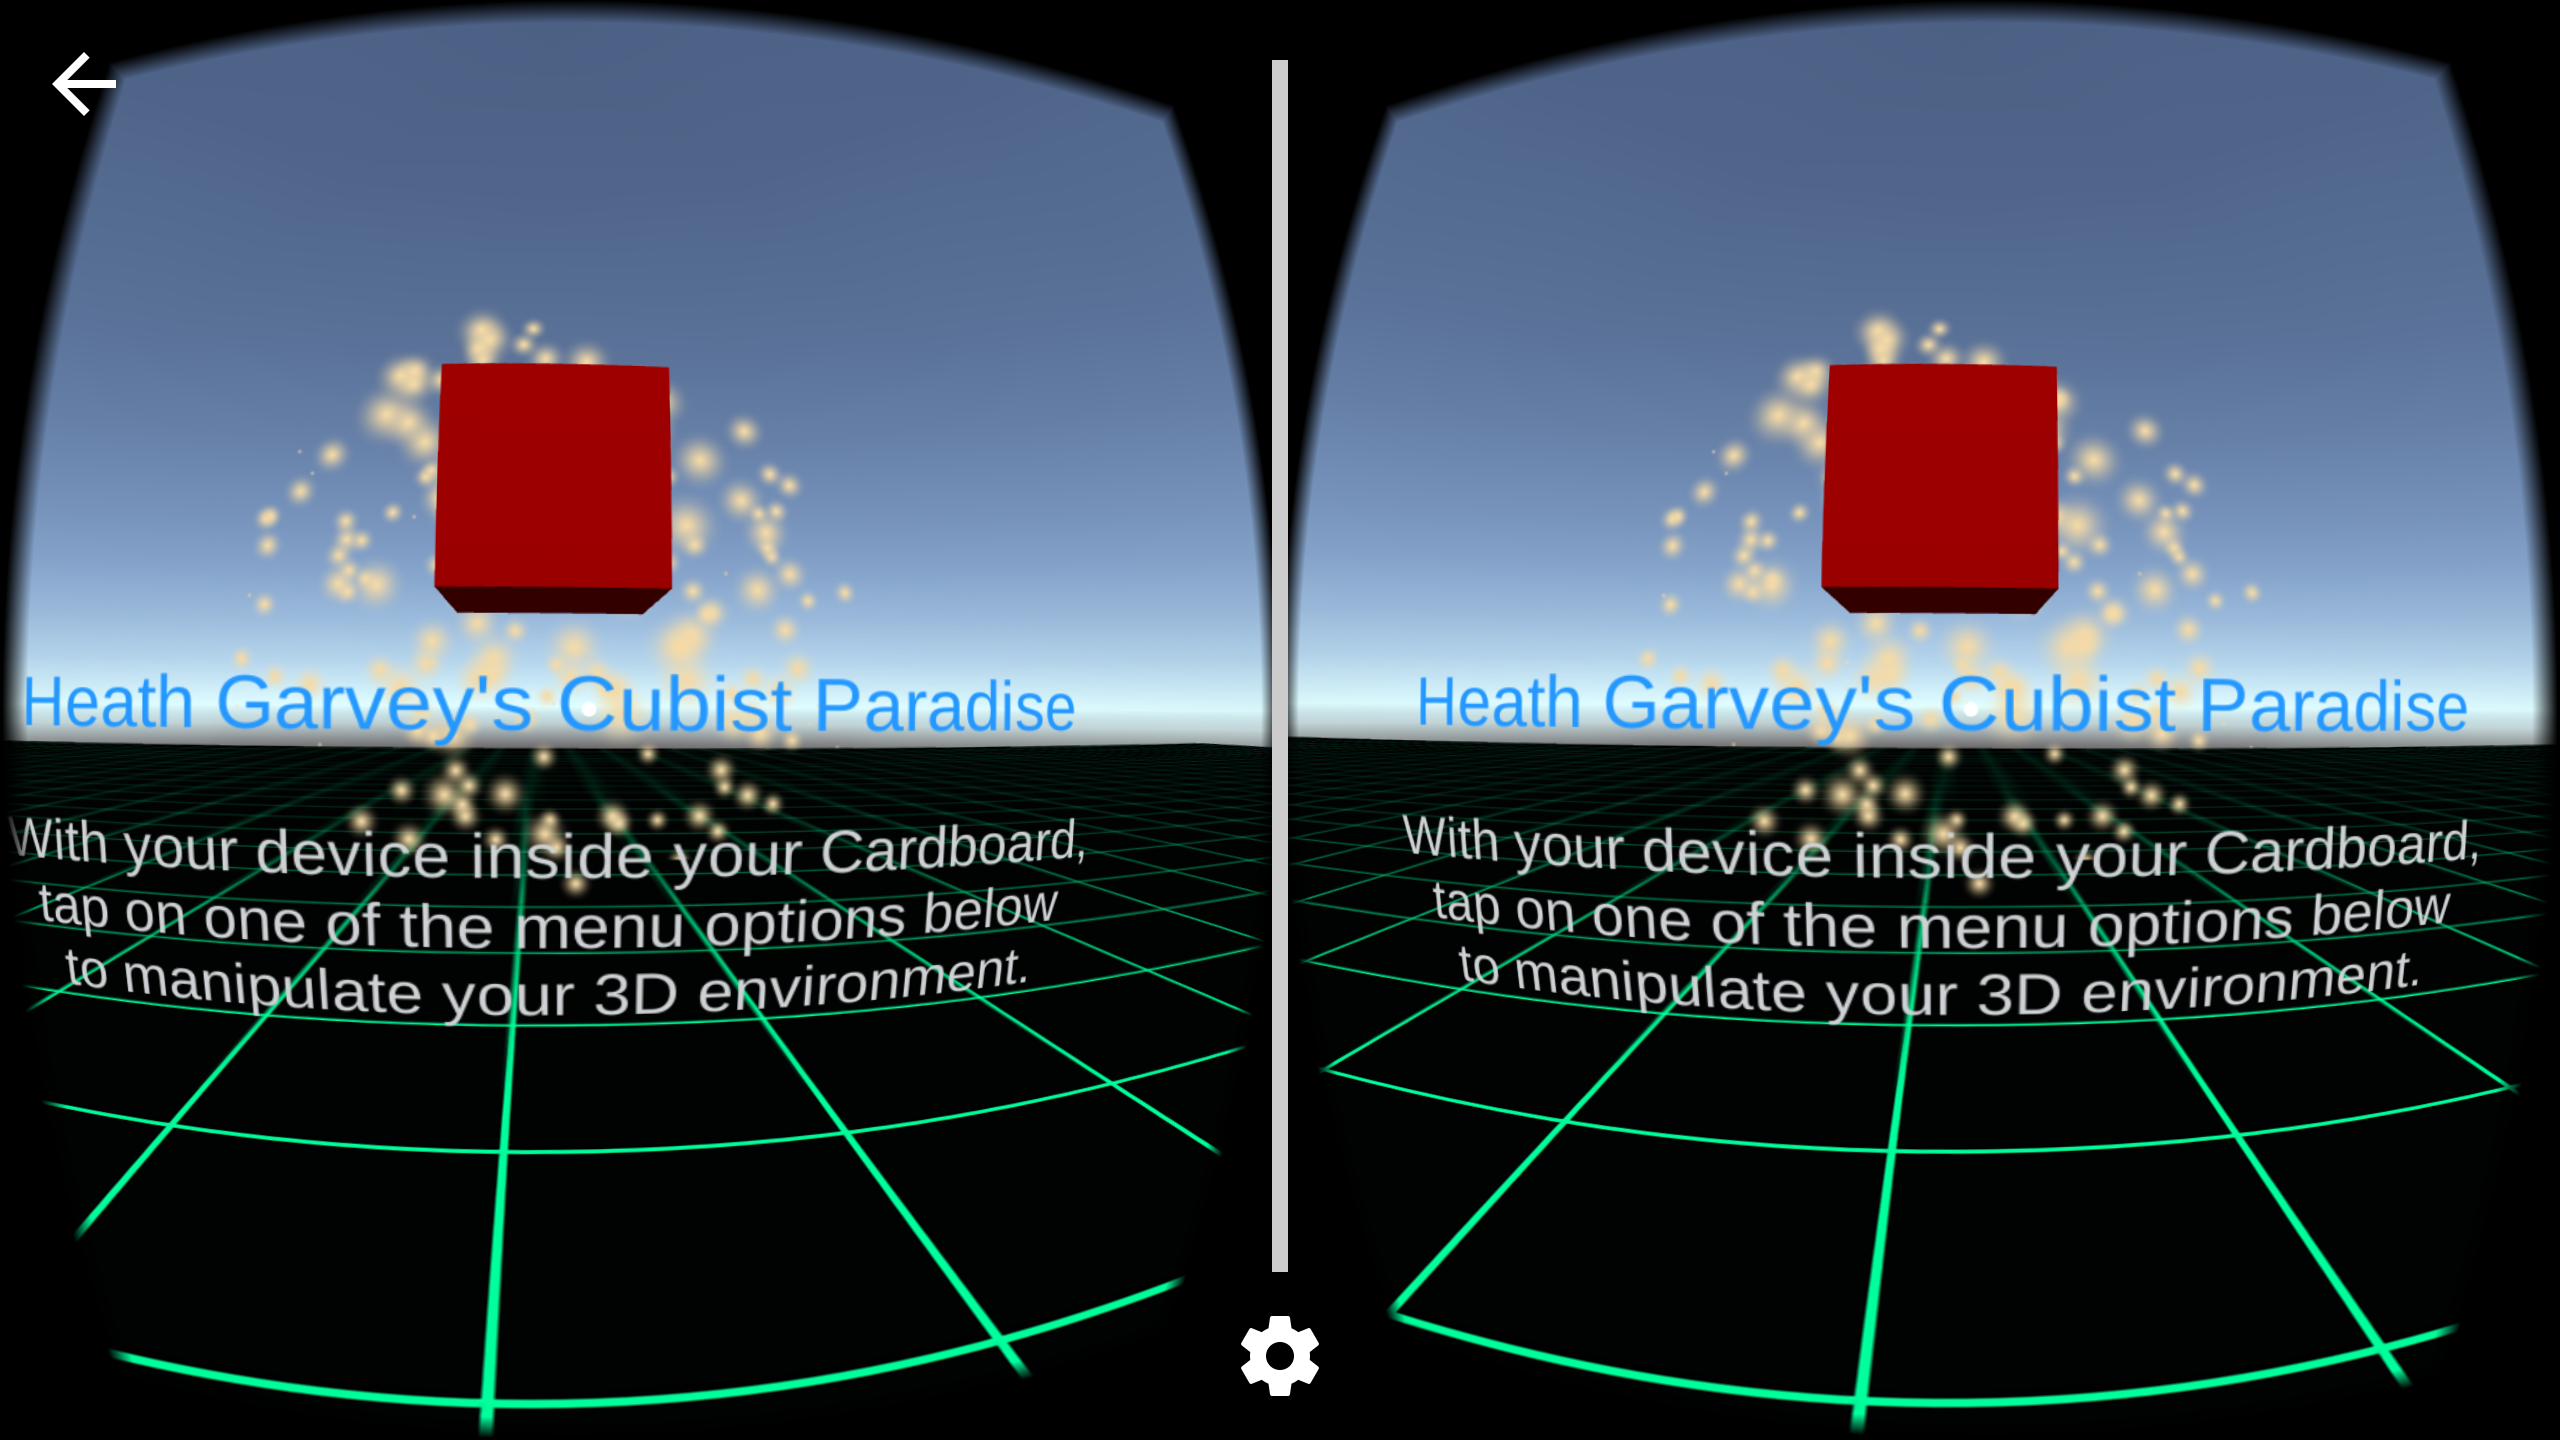 Heath Garvey's Cubist Paradise
With your device inside your Cardboard,
tap on one of the menu options below
to manipulate your 3D environment.
Heath Garvey's Cubist Paradise
With your device inside your Cardboard,
tap on one of the menu options below
to manipulate your 3D environment.